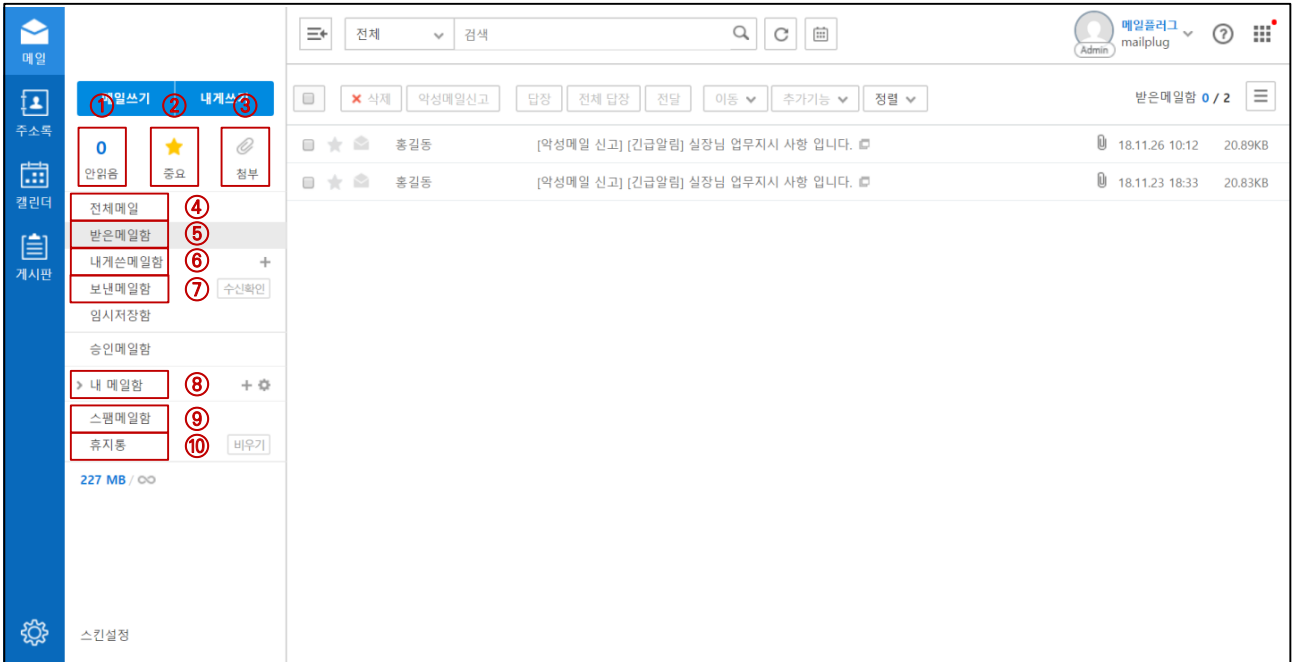 메일
주소록
캘린더
게시판
메일쓰기 내게쓰기
① ② ③
0
안읽음 중요 첨부
전체메일 ④
받은메일함 ⑤
내게쓴메일함 ⑥ +
보낸메일함 ⑦ 수신확인
임시저장함
승인메일함
> 내 메일함 ⑧ +
스팸메일함 ⑨
휴지통 ⑩ 비우기
227 MB / ∞
스킨설정
전체 검색
Admin 메일플러그
mailplug
삭제 악성메일신고 답장 전체 답장 전달 이동 추가기능 정렬 받은메일함 0 / 2
홍길동 [악성메일 신고] [긴급알림] 실장님 업무지시 사항 입니다. 18.11.26 10:12 20.89KB
홍길동 [악성메일 신고] [긴급알림] 실장님 업무지시 사항 입니다. 18.11.23 18:33 20.83KB